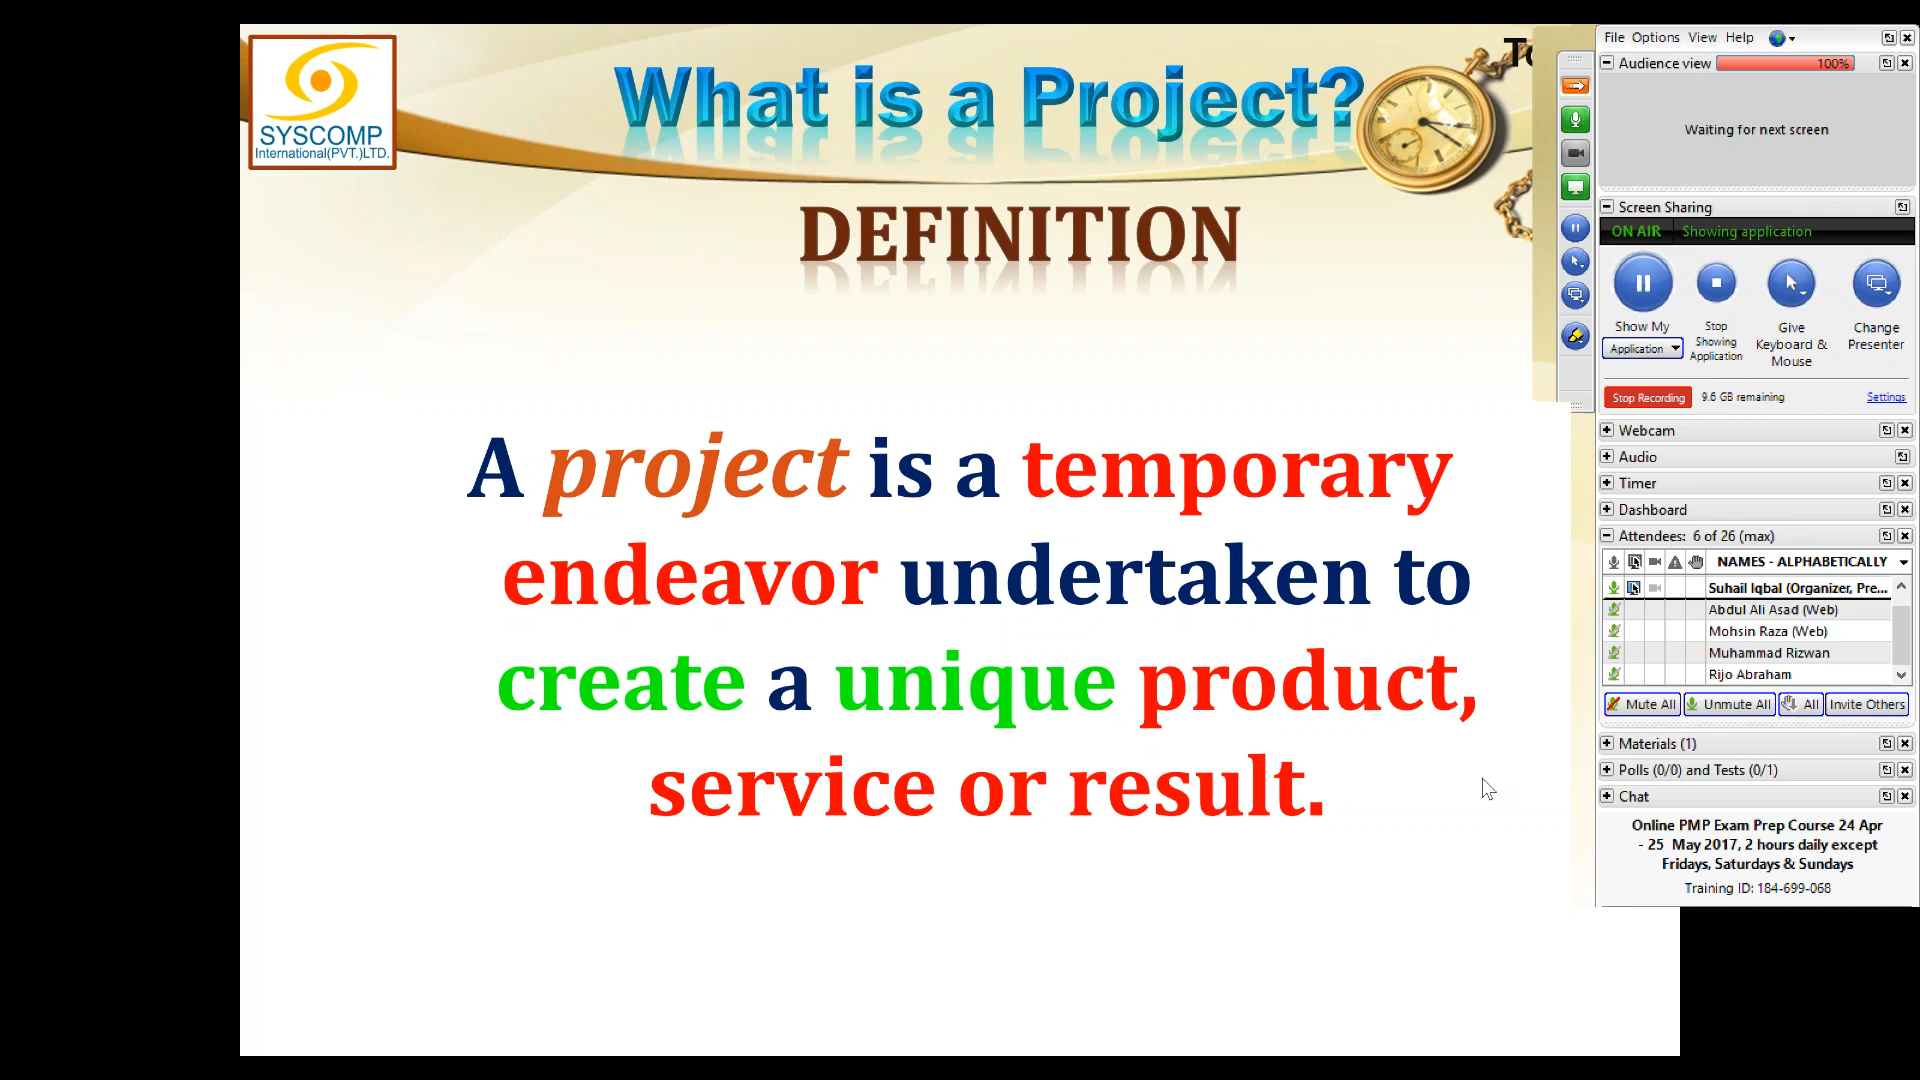 SYSCOMP
International(PVT.)LTD.
What is a Project?
DEFINITION
A project is a temporary
endeavor undertaken to
create a unique product,
service or result.
File Options View Help
Audience view 100%
Waiting for next screen
Screen Sharing
ON AIR Showing application
Show My
Application
Stop
Showing
Application
Give
Keyboard &
Mouse
Change
Presenter
Stop Recording 9.6 GB remaining Settings
Webcam
Audio
Timer
Dashboard
Attendees: 6 of 26 (max)
NAMES - ALPHABETICALLY
Suhail Iqbal (Organizer, Pre...
Abdul Ali Asad (Web)
Mohsin Raza (Web)
Muhammad Rizwan
Rijo Abraham
Mute All Unmute All All Invite Others
Materials (1)
Polls (0/0) and Tests (0/1)
Chat
Online PMP Exam Prep Course 24 Apr
- 25 May 2017, 2 hours daily except
Fridays, Saturdays & Sundays
Training ID: 184-699-068